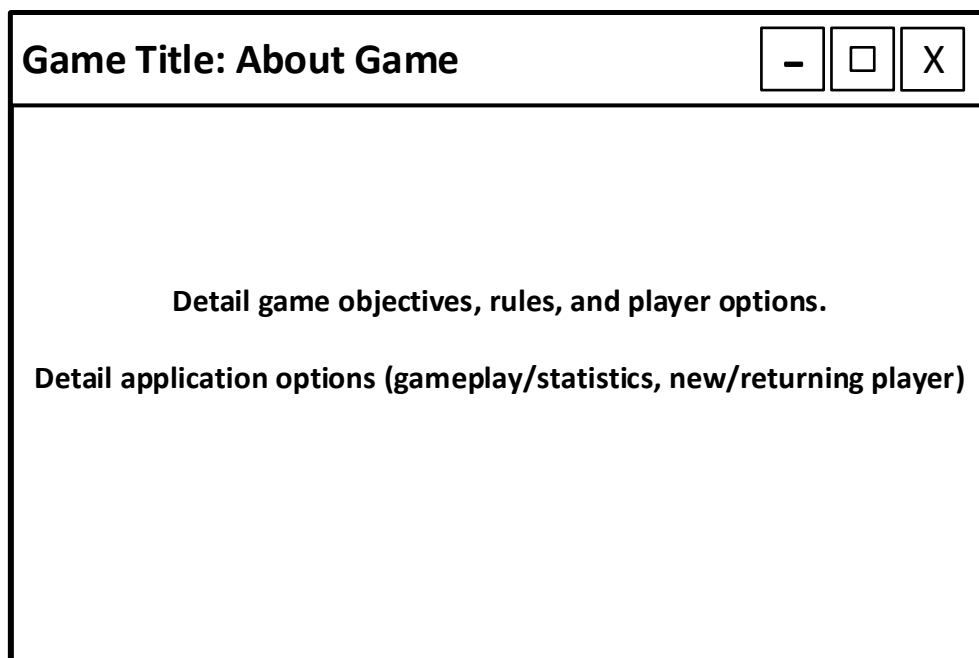 Game Title: About Game - □ X
Detail game objectives, rules, and player options.
Detail application options (gameplay/statistics, new/returning player)